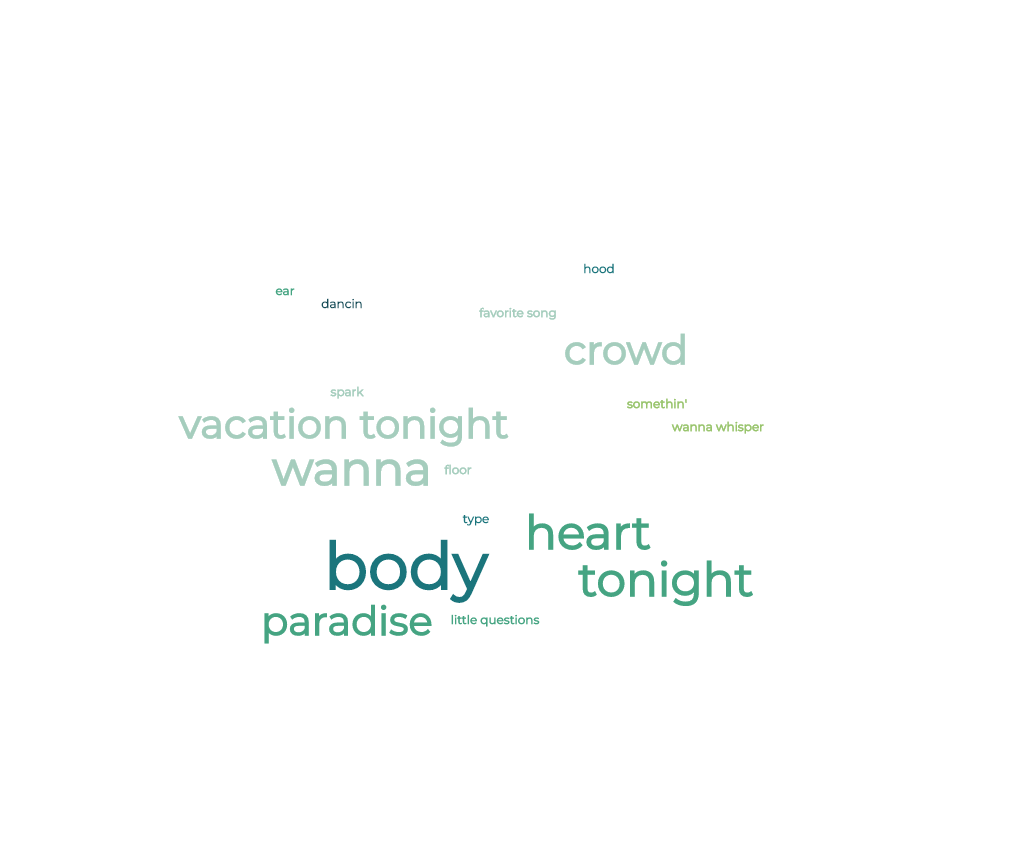 hood
ear
dancin
favorite song
crowd
spark
somethin'
vacation tonight
wanna whisper
wanna
floor
type
heart
body
tonight
paradise
little questions